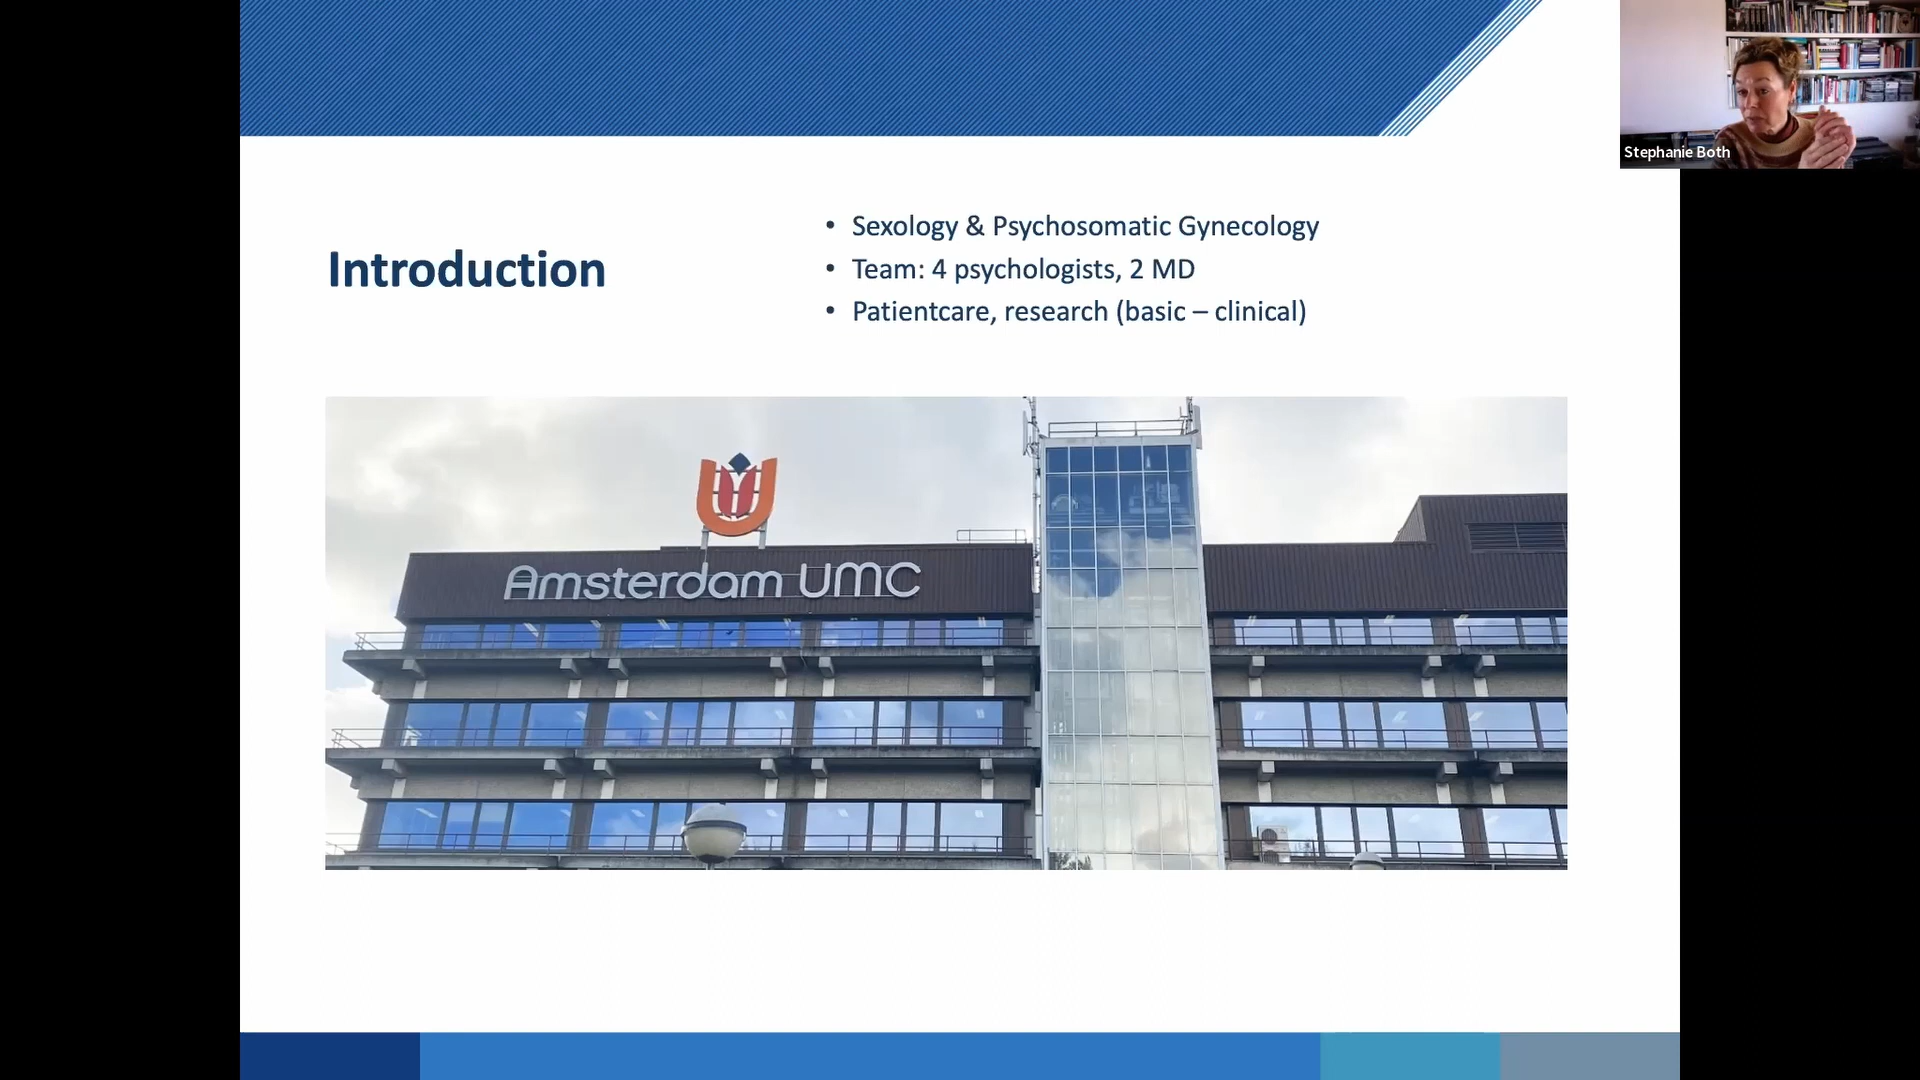 Stephanie Both
Introduction
• Sexology & Psychosomatic Gynecology
• Team: 4 psychologists, 2 MD
• Patientcare, research (basic – clinical)
Amsterdam UMC